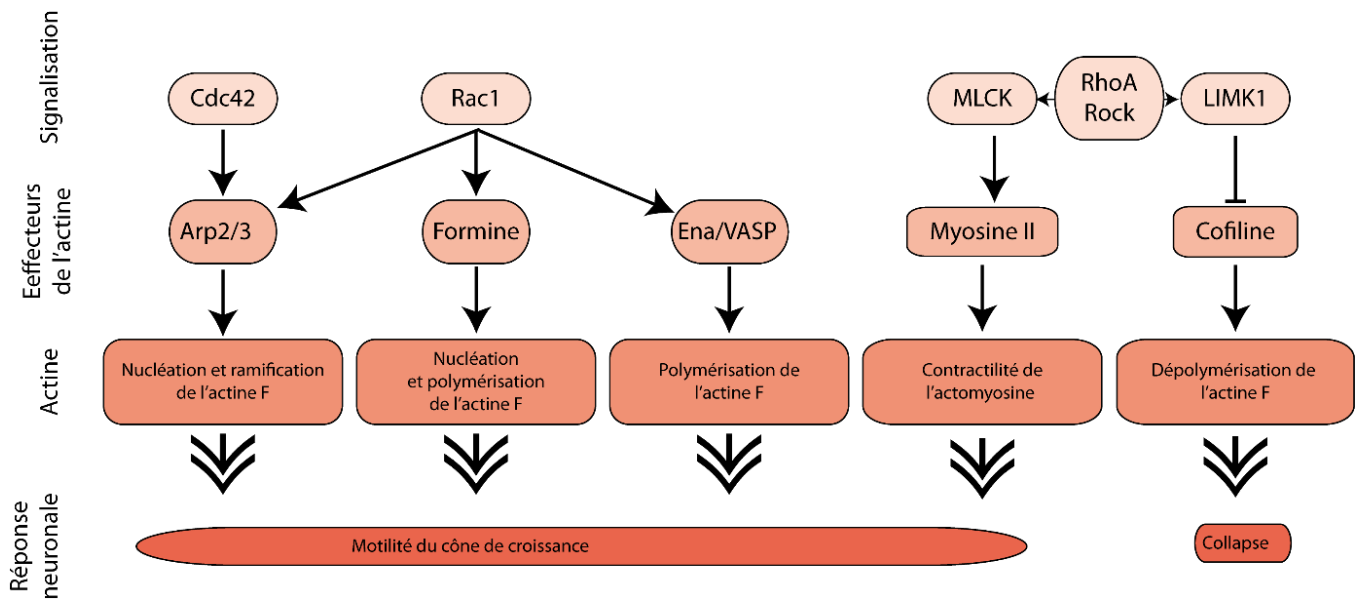 Signalisation
Cdc42
Rac1
MLCK
RhoA
Rock
LIMK1
Eeffecteurs
de l'actine
Arp2/3
Formine
Ena/VASP
Myosine II
Cofiline
Actine
Nucléation et ramification
de l'actine F
Nucléation
et polymérisation
de l'actine F
Polymérisation de
l'actine F
Contractilité de
l'actomyosine
Dépolymérisation de
l'actine F
Réponse
neuronale
Motilité du cône de croissance
Collapse